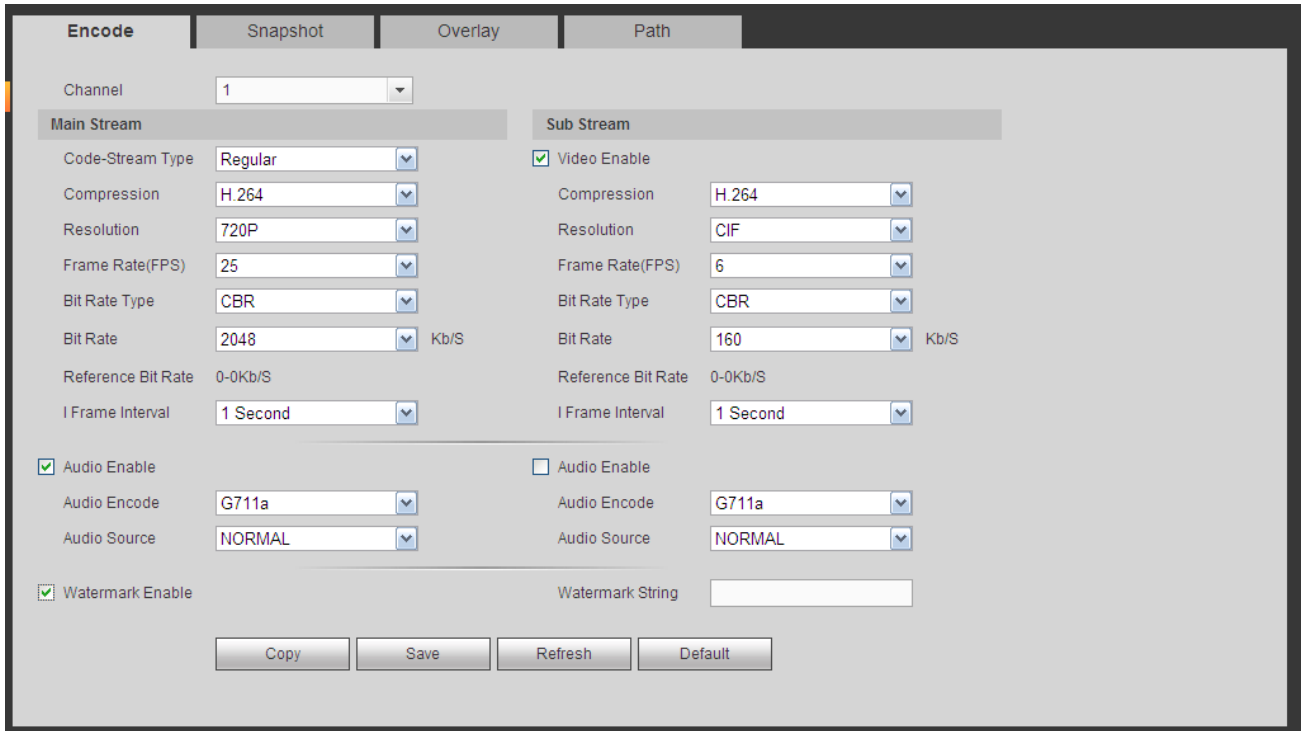 Encode Snapshot Overlay Path
Channel 1
Main Stream Sub Stream
Code-Stream Type Regular Video Enable
Compression H.264 Compression H.264
Resolution 720P Resolution CIF
Frame Rate(FPS) 25 Frame Rate(FPS) 6
Bit Rate Type CBR Bit Rate Type CBR
Bit Rate 2048 Kb/S Bit Rate 160 Kb/S
Reference Bit Rate 0-0Kb/S Reference Bit Rate 0-0Kb/S
I Frame Interval 1 Second I Frame Interval 1 Second
Audio Enable Audio Enable
Audio Encode G711a Audio Encode G711a
Audio Source NORMAL Audio Source NORMAL
Watermark Enable Watermark String
Copy Save Refresh Default